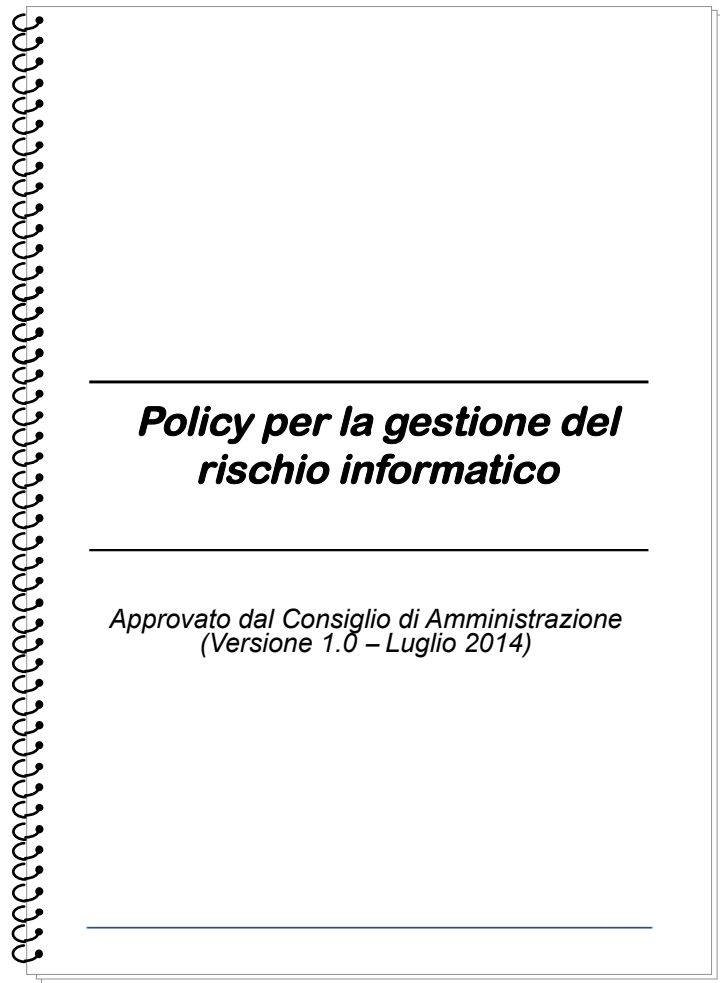 Policy per la gestione del
rischio informatico
Approvato dal Consiglio di Amministrazione
(Versione 1.0 – Luglio 2014)